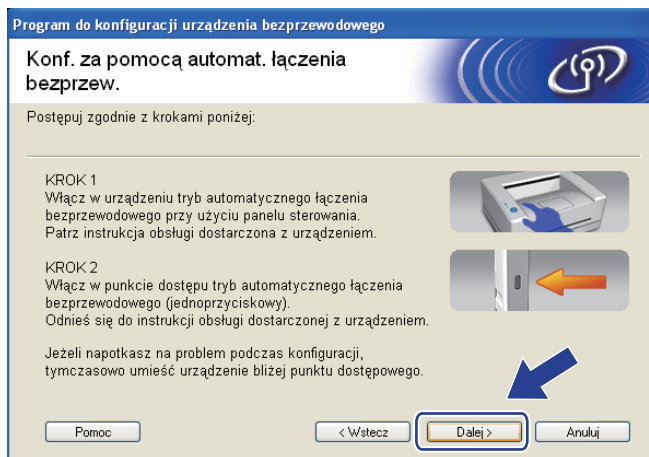 Program do konfiguracji urządzenia bezprzewodowego
Konf. za pomocą automat. łączenia
bezprzew.
Postępuj zgodnie z krokami poniżej:
KROK 1
Włącz w urządzeniu tryb automatycznego łączenia
bezprzewodowego przy użyciu panelu sterowania.
Patrz instrukcja obsługi dostarczona z urządzeniem.
KROK 2
Włącz w punkcie dostępu tryb automatycznego łączenia
bezprzewodowego (jednoprzyciskowy).
Odnieś się do instrukcji obsługi dostarczonej z urządzeniem.
Jeżeli napotkasz na problem podczas konfiguracji,
tymczasowo umieść urządzenie bliżej punktu dostępowego.
Pomoc
< Wstecz
Dalej >
Anuluj